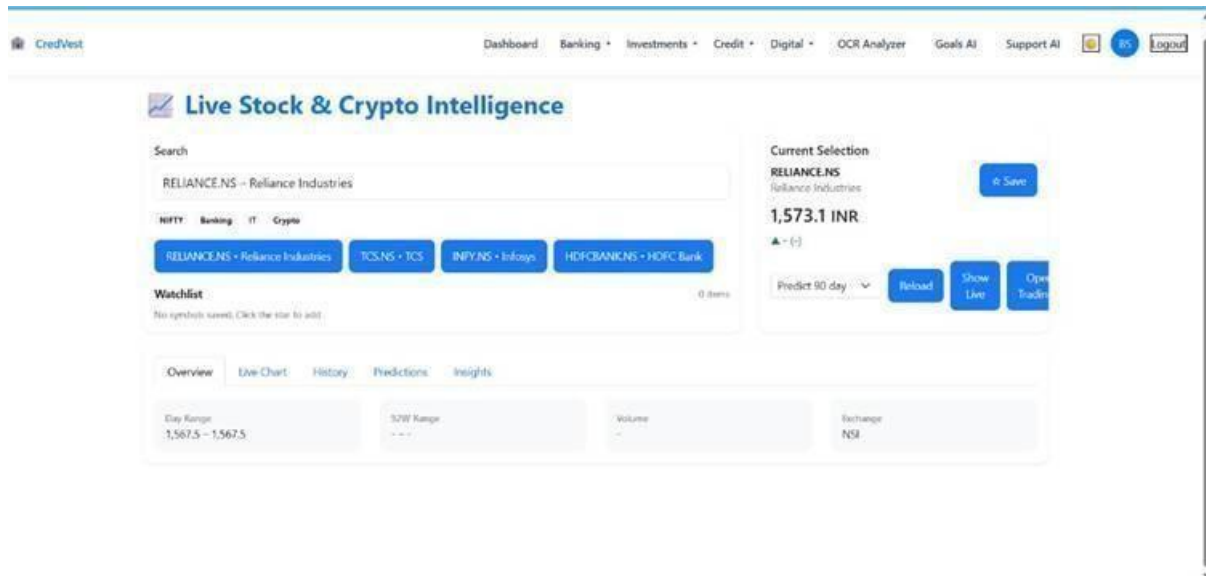 CredVest
Dashboard Banking Investments Credit Digital OCR Analyzer Goals AI Support AI BS Logout
Live Stock & Crypto Intelligence
Search
RELIANCE.NS – Reliance Industries
NIFTY Banking IT Crypto
RELIANCE.NS • Reliance Industries TCS.NS • TCS INFY.NS • Infosys HDFCBANK.NS • HDFC Bank
Watchlist 0 items
No symbols saved. Click the star to add.
Current Selection
RELIANCE.NS
Reliance Industries
☆ Save
1,573.1 INR
▲ - (-)
Predict 90 day Reload Show Live Ope Tradin
Overview Live Chart History Predictions Insights
Day Range 52W Range Volume Exchange
1,567.5 – 1,567.5 - – - - NSI